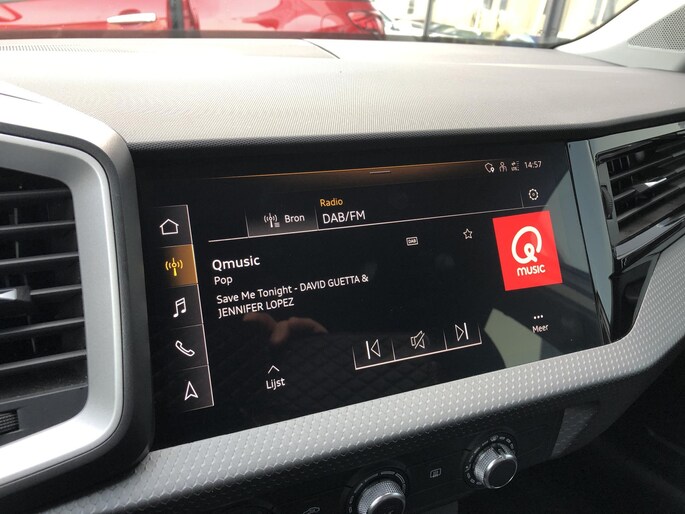 14:57
Radio
Bron
DAB/FM
Qmusic
DAB
Pop
Save Me Tonight - DAVID GUETTA &
JENNIFER LOPEZ
Q
MUSIC
Lijst
Meer